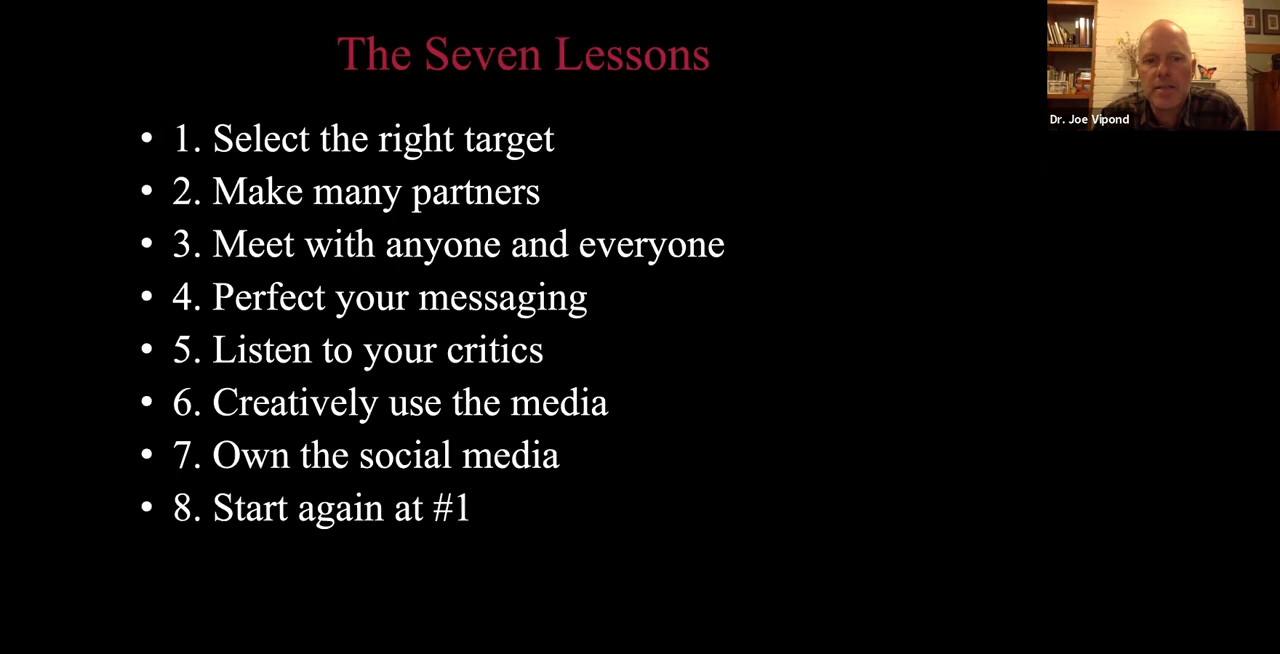 The Seven Lessons
• 1. Select the right target
• 2. Make many partners
• 3. Meet with anyone and everyone
• 4. Perfect your messaging
• 5. Listen to your critics
• 6. Creatively use the media
• 7. Own the social media
• 8. Start again at #1
Dr. Joe Vipond